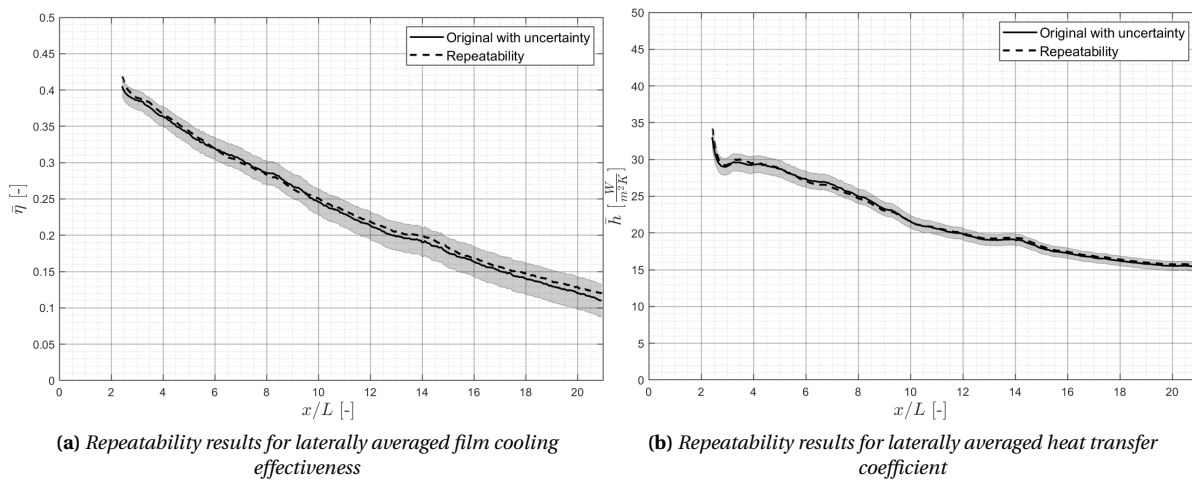 0.5
0.45
0.4
0.35
0.3
0.25
0.2
0.15
0.1
0.05
0
η̄ [-]
Original with uncertainty
Repeatability
0 2 4 6 8 10 12 14 16 18 20
x/L [-]
(a) Repeatability results for laterally averaged film cooling
effectiveness
50
45
40
35
30
25
20
15
10
5
0
h̄ [W/m²K]
Original with uncertainty
Repeatability
0 2 4 6 8 10 12 14 16 18 20
x/L [-]
(b) Repeatability results for laterally averaged heat transfer
coefficient